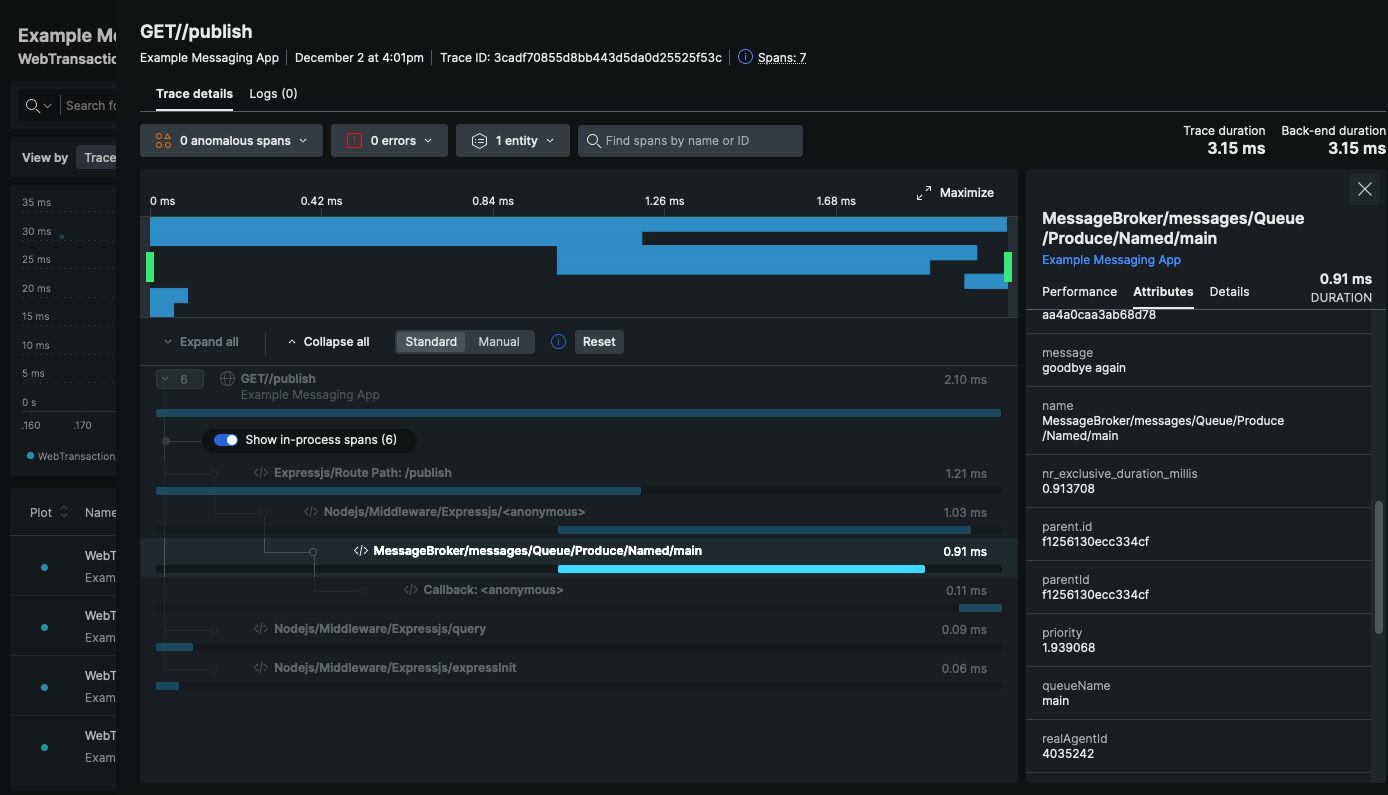 Example Me
WebTransactio
Search fo
View by
Trace
35 ms
30 ms
25 ms
20 ms
15 ms
10 ms
5 ms
0 s
.160
.170
WebTransaction,
Plot
Name
WebT
Exam
WebT
Exam
WebT
Exam
WebT
Exam
GET//publish
Example Messaging App
December 2 at 4:01pm
Trace ID: 3cadf70855d8bb443d5da0d25525f53c
Spans: 7
Trace details
Logs (0)
0 anomalous spans
0 errors
1 entity
Find spans by name or ID
Trace duration
3.15 ms
Back-end duration
3.15 ms
0 ms
0.42 ms
0.84 ms
1.26 ms
1.68 ms
Maximize
Expand all
Collapse all
Standard
Manual
Reset
6
GET//publish
2.10 ms
Example Messaging App
Show in-process spans (6)
Expressjs/Route Path: /publish
1.21 ms
Nodejs/Middleware/Expressjs/<anonymous>
1.03 ms
MessageBroker/messages/Queue/Produce/Named/main
0.91 ms
Callback: <anonymous>
0.11 ms
Nodejs/Middleware/Expressjs/query
0.09 ms
Nodejs/Middleware/Expressjs/expressInit
0.06 ms
MessageBroker/messages/Queue
/Produce/Named/main
Example Messaging App
0.91 ms
DURATION
Performance
Attributes
Details
aa4a0caa3ab68d78
message
goodbye again
name
MessageBroker/messages/Queue/Produce
/Named/main
nr_exclusive_duration_millis
0.913708
parent.id
f1256130ecc334cf
parentId
f1256130ecc334cf
priority
1.939068
queueName
main
realAgentId
4035242